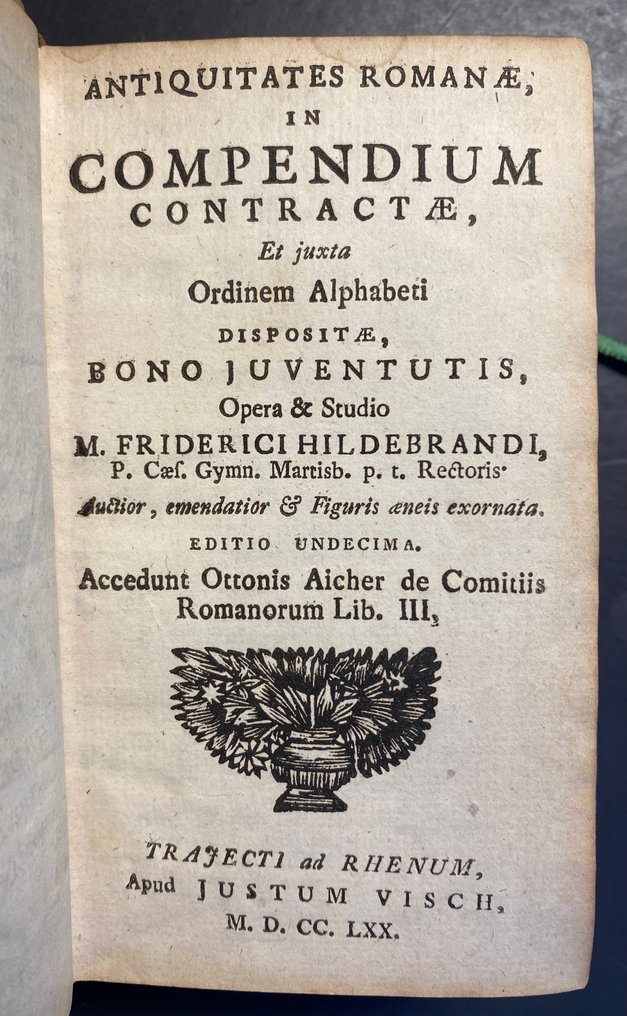 ANTIQUITATES ROMANÆ,
IN
COMPENDIUM
CONTRACTÆ,
Et juxta
Ordinem Alphabeti
DISPOSITÆ,
BONO JUVENTUTIS,
Opera & Studio
M. FRIDERICI HILDEBRANDI,
P. Cæſ. Gymn. Martisb. p. t. Rectoris.
Auctior, emendatior & Figuris æneis exornata.
EDITIO UNDECIMA.
Accedunt Ottonis Aicher de Comitiis
Romanorum Lib. III,
TRAJECTI ad RHENUM,
Apud JUSTUM VISCH,
M. D. CC. LXX.